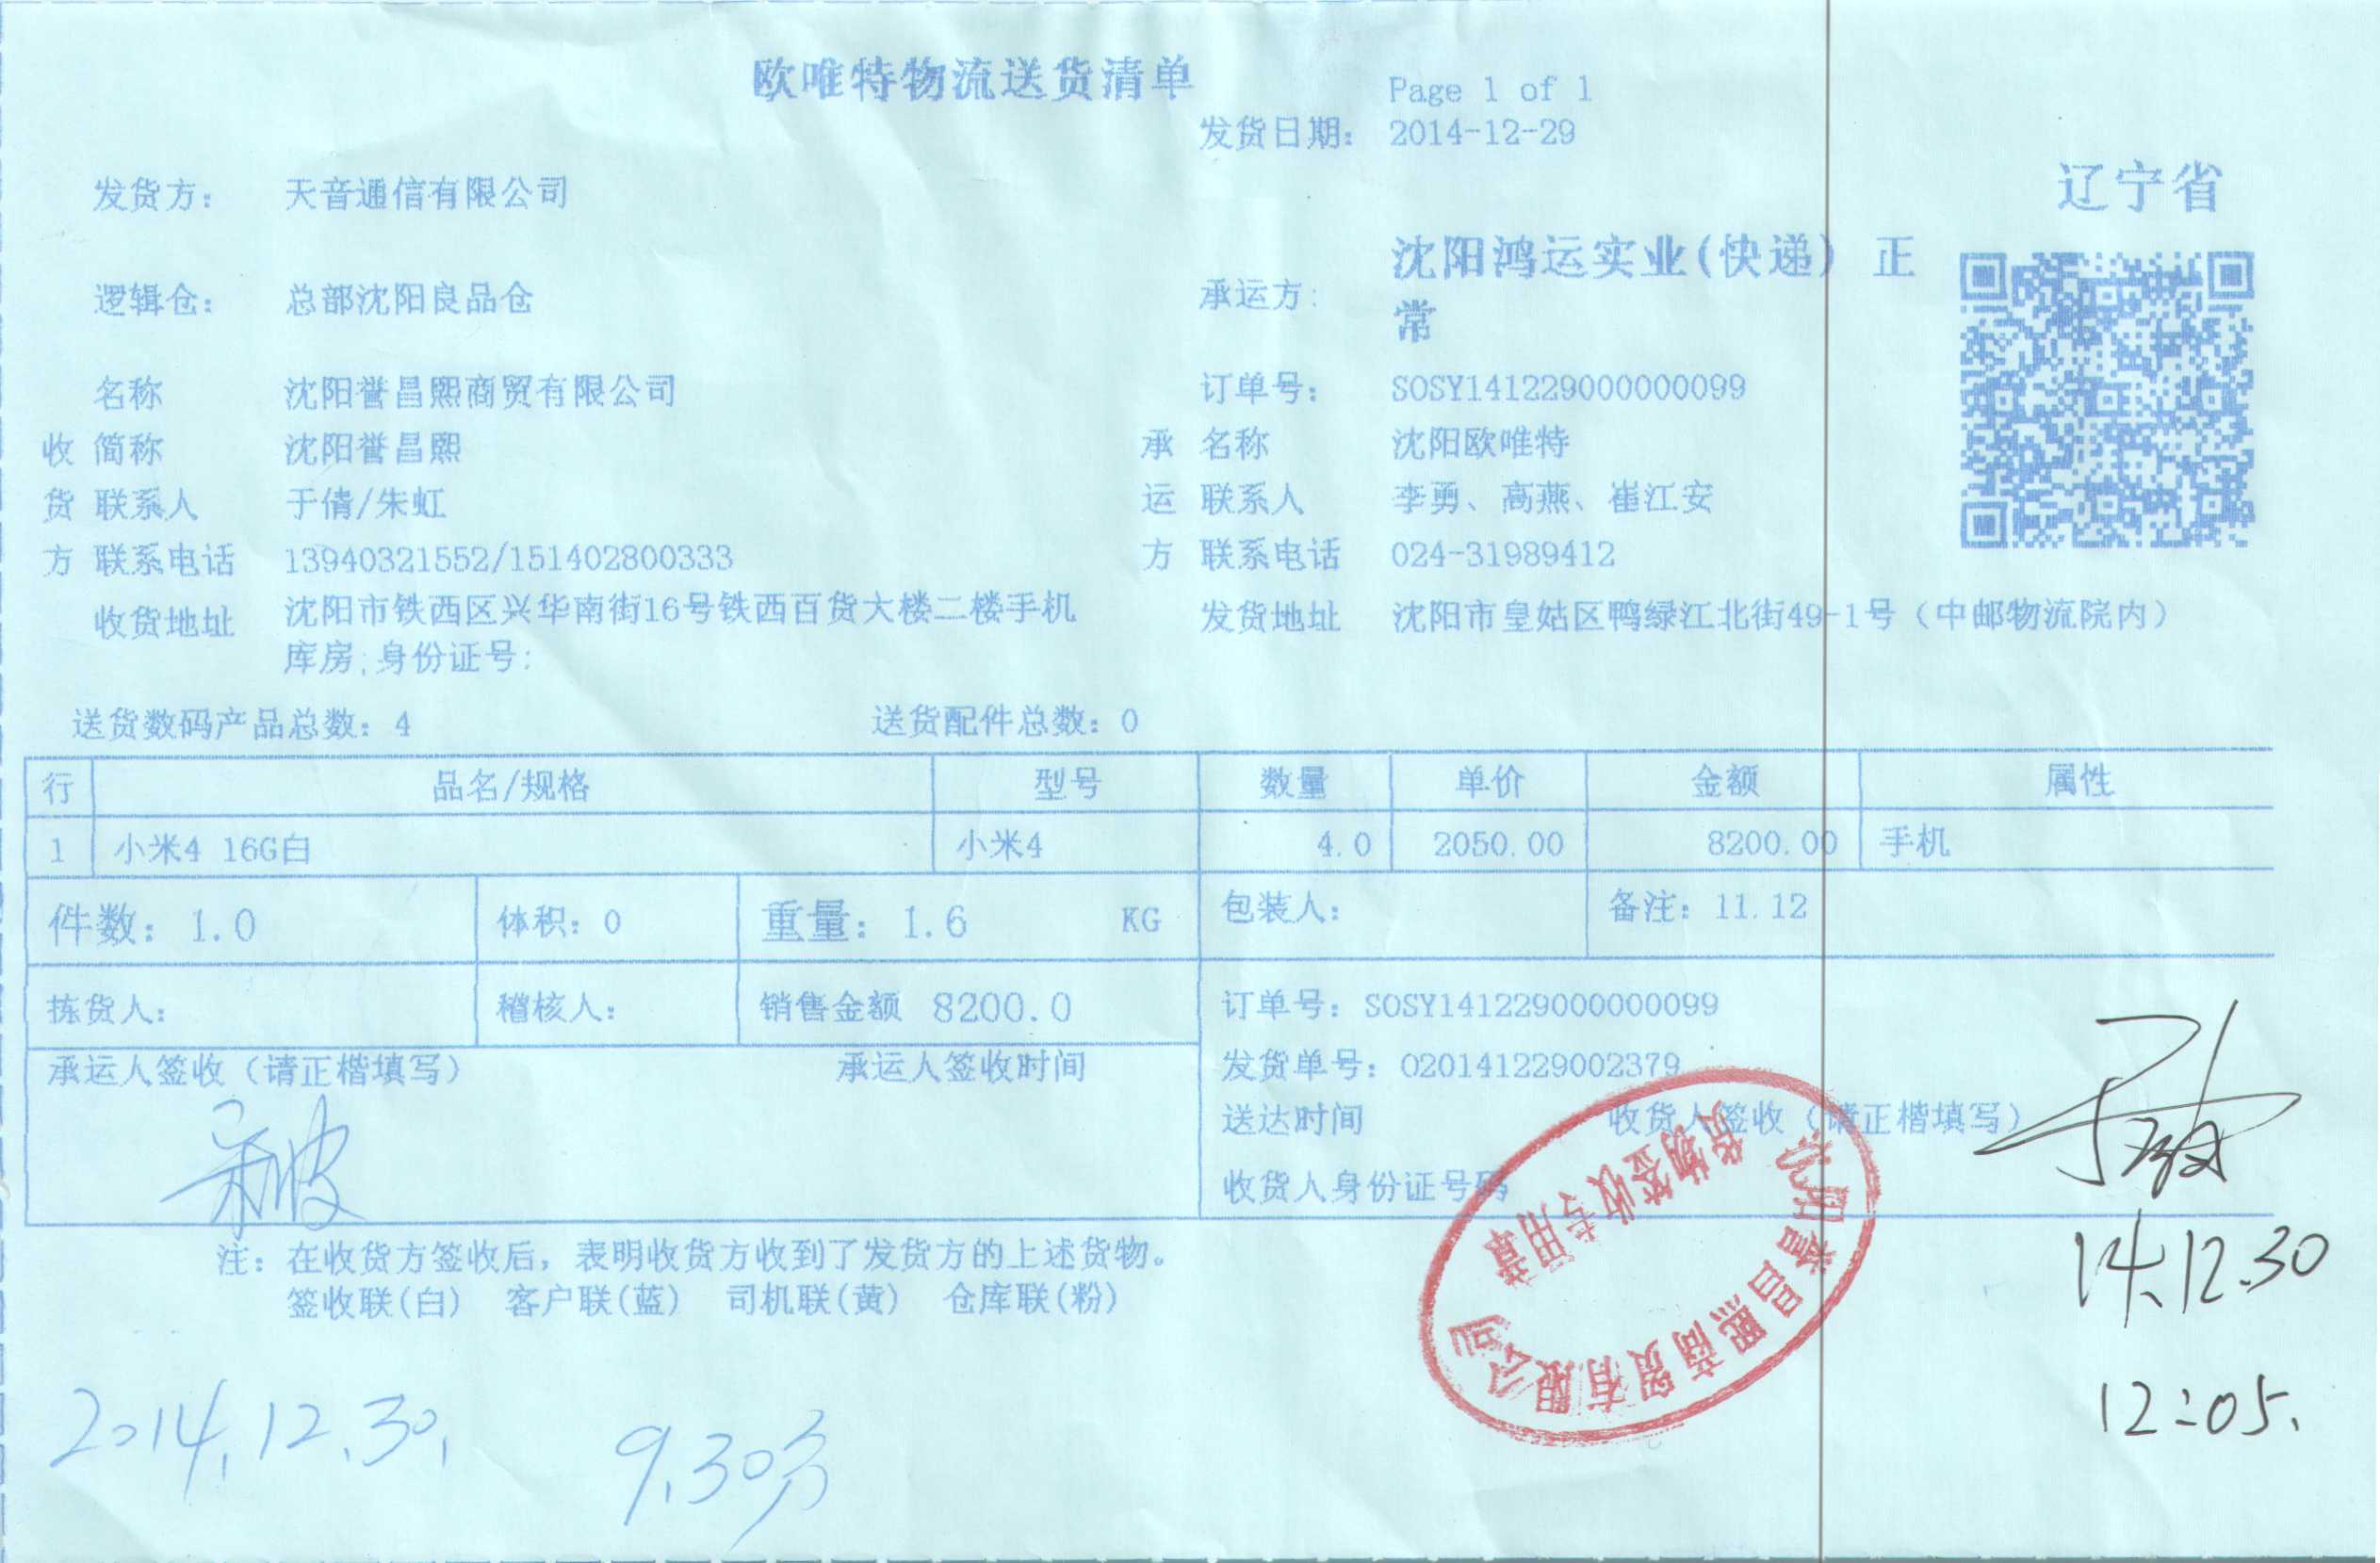 欧唯特物流送货清单
Page 1 of 1
发货日期： 2014-12-29
辽宁省
发货方： 天音通信有限公司
逻辑仓： 总部沈阳良品仓
承运方： 沈阳鸿运实业(快递) 正
常
名称 沈阳誉昌熙商贸有限公司
订单号： SOSY141229000000099
收 简称 沈阳誉昌熙
承 名称 沈阳欧唯特
货 联系人 于倩/朱虹
运 联系人 李勇、高燕、崔江安
方 联系电话 13940321552/151402800333
方 联系电话 024-31989412
收货地址 沈阳市铁西区兴华南街16号铁西百货大楼二楼手机
库房;身份证号：
发货地址 沈阳市皇姑区鸭绿江北街49-1号（中邮物流院内）
送货数码产品总数：4 送货配件总数：0
行 品名/规格 型号 数量 单价 金额 属性
1 小米4 16G白 小米4 4.0 2050.00 8200.00 手机
件数：1.0 体积：0 重量：1.6 KG 包装人： 备注：11.12
拣货人： 稽核人： 销售金额 8200.0 订单号：SOSY141229000000099
承运人签收（请正楷填写） 承运人签收时间 发货单号：O20141229002379
送达时间 收货人签收（请正楷填写）
收货人身份证号码
注：在收货方签收后，表明收货方收到了发货方的上述货物。
签收联(白) 客户联(蓝) 司机联(黄) 仓库联(粉)
沈阳誉昌熙商贸有限公司
货物签收专用章
14.12.30
12:05.
2014.12.30. 9.30分